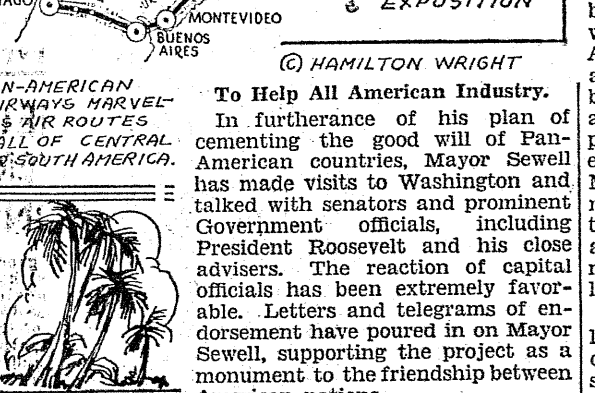 MONTEVIDEO
BUENOS
AIRES
EXPOSITION
© HAMILTON WRIGHT
N-AMERICAN
IRWAYS MARVEL-
S AIR ROUTES
ALL OF CENTRAL
SOUTH AMERICA.
To Help All American Industry.
In furtherance of his plan of
cementing the good will of Pan-
American countries, Mayor Sewell
has made visits to Washington and
talked with senators and prominent
Government officials, including
President Roosevelt and his close
advisers. The reaction of capital
officials has been extremely favor-
able. Letters and telegrams of en-
dorsement have poured in on Mayor
Sewell, supporting the project as a
monument to the friendship between
American nations.